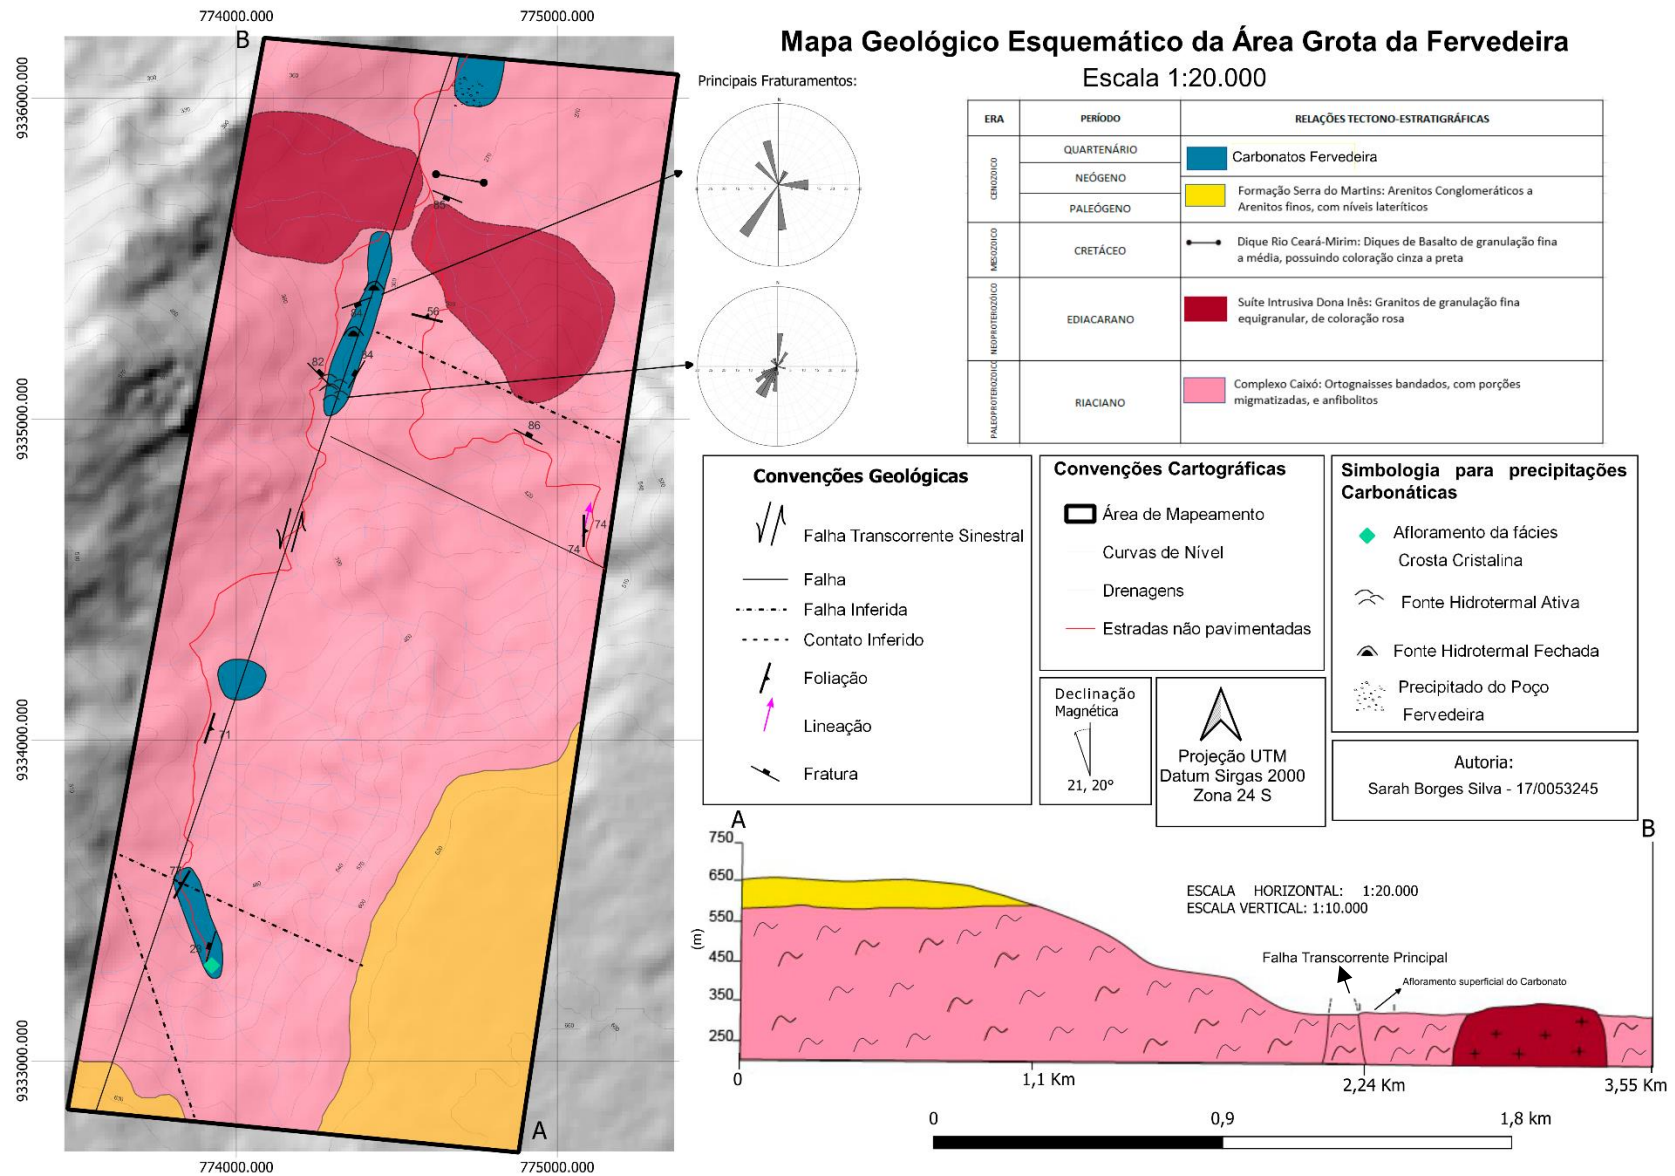 774000.000
775000.000
B
9336000.000
9335000.000
9334000.000
9333000.000
85
56
84
82
84
86
74
74
71
77
A
774000.000
775000.000
Mapa Geológico Esquemático da Área Grota da Fervedeira
Escala 1:20.000
Principais Fraturamentos:
ERA
PERÍODO
RELAÇÕES TECTONO-ESTRATIGRÁFICAS
CENOZOICO
QUARTENÁRIO
NEÓGENO
PALEÓGENO
Carbonatos Fervedeira
Formação Serra do Martins: Arenitos Conglomeráticos a
Arenitos finos, com níveis lateríticos
MESOZOICO
CRETÁCEO
Dique Rio Ceará-Mirim: Diques de Basalto de granulação fina
a média, possuindo coloração cinza a preta
NEOPROTEROZÓICO
EDIACARANO
Suíte Intrusiva Dona Inês: Granitos de granulação fina
equigranular, de coloração rosa
PALEOPROTEROZOICO
RIACIANO
Complexo Caixó: Ortognaisses bandados, com porções
migmatizadas, e anfibolitos
Convenções Geológicas
Falha Transcorrente Sinestral
Falha
Falha Inferida
Contato Inferido
Foliação
Lineação
Fratura
Convenções Cartográficas
Área de Mapeamento
Curvas de Nível
Drenagens
Estradas não pavimentadas
Simbologia para precipitações
Carbonáticas
Afloramento da fácies
Crosta Cristalina
Fonte Hidrotermal Ativa
Fonte Hidrotermal Fechada
Precipitado do Poço
Fervedeira
Declinação
Magnética
21, 20°
Projeção UTM
Datum Sirgas 2000
Zona 24 S
Autoria:
Sarah Borges Silva - 17/0053245
A
B
750
650
550
450
350
250
(m)
ESCALA HORIZONTAL: 1:20.000
ESCALA VERTICAL: 1:10.000
Falha Transcorrente Principal
Afloramento superficial do Carbonato
0
1,1 Km
2,24 Km
3,55 Km
0
0,9
1,8 km